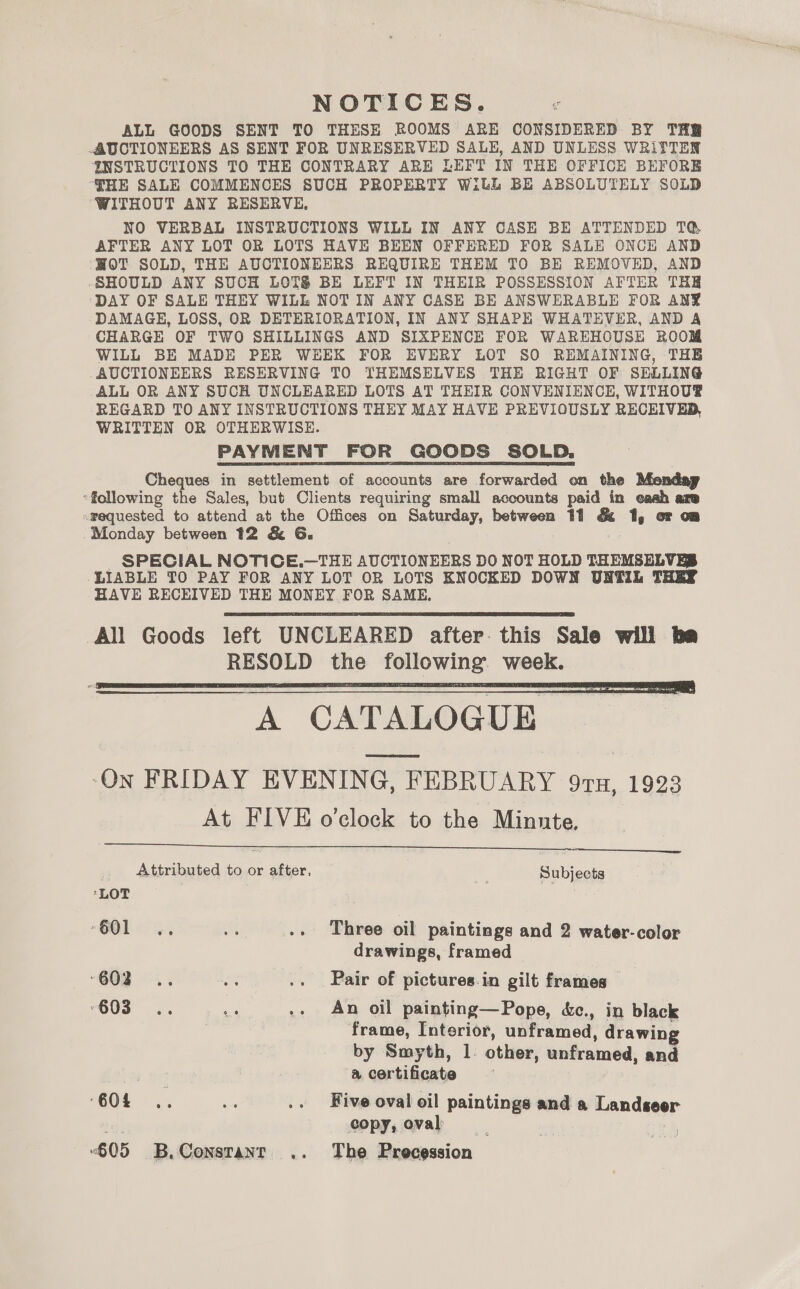 NOTICES.
ALL GOODS SENT TO THESE ROOMS ARE CONSIDERED BY THE
AUCTIONEERS AS SENT FOR UNRESERVED SALE, AND UNLESS WRITTEN
INSTRUCTIONS TO THE CONTRARY ARE LEFT IN THE OFFICE BEFORE
THE SALE COMMENCES SUCH PROPERTY WILL BE ABSOLUTELY SOLD
WITHOUT ANY RESERVE.
NO VERBAL INSTRUCTIONS WILL IN ANY CASE BE ATTENDED TO.
AFTER ANY LOT OR LOTS HAVE BEEN OFFERED FOR SALE ONCE AND
NOT SOLD, THE AUCTIONEERS REQUIRE THEM TO BE REMOVED, AND
SHOULD ANY SUCH LOTS BE LEFT IN THEIR POSSESSION AFTER THE
DAY OF SALE THEY WILL NOT IN ANY CASE BE ANSWERABLE FOR ANY
DAMAGE, LOSS, OR DETERIORATION, IN ANY SHAPE WHATEVER, AND A
CHARGE OF TWO SHILLINGS AND SIXPENCE FOR WAREHOUSE ROOM
WILL BE MADE PER WEEK FOR EVERY LOT SO REMAINING, THE
AUCTIONEERS RESERVING TO THEMSELVES THE RIGHT OF SELLING
ALL OR ANY SUCH UNCLEARED LOTS AT THEIR CONVENIENCE, WITHOUT
REGARD TO ANY INSTRUCTIONS THEY MAY HAVE PREVIOUSLY RECEIVED,
WRITTEN OR OTHERWISE.
PAYMENT FOR GOODS SOLD.
Cheques in settlement of accounts are forwarded on the Monday
following the Sales, but Clients requiring small accounts paid in cash are
requested to attend at the Offices on Saturday, between 11 & 1, or on
Monday between 12 & 6.
SPECIAL NOTICE.—THE AUCTIONEERS DO NOT HOLD THEMSELVES
LIABLE TO PAY FOR ANY LOT OR LOTS KNOCKED DOWN UNTIL THEY
HAVE RECEIVED THE MONEY FOR SAME.
All Goods left UNCLEARED after this Sale will be
RESOLD the following week.
A CATALOGUE
On FRIDAY EVENING, FEBRUARY 9TH, 1923
At FIVE o'clock to the Minute.
Attributed to or after. Subjects
LOT
601 .. .. .. Three oil paintings and 2 water-color
drawings, framed
602 .. .. .. Pair of pictures in gilt frames
603 .. .. .. An oil painting—Pope, &c., in black
frame, Interior, unframed, drawing
by Smyth, 1 other, unframed, and
a certificate
604 .. .. .. Five oval oil paintings and a Landseer
copy, oval
605 B. CONSTANT .. The Precession